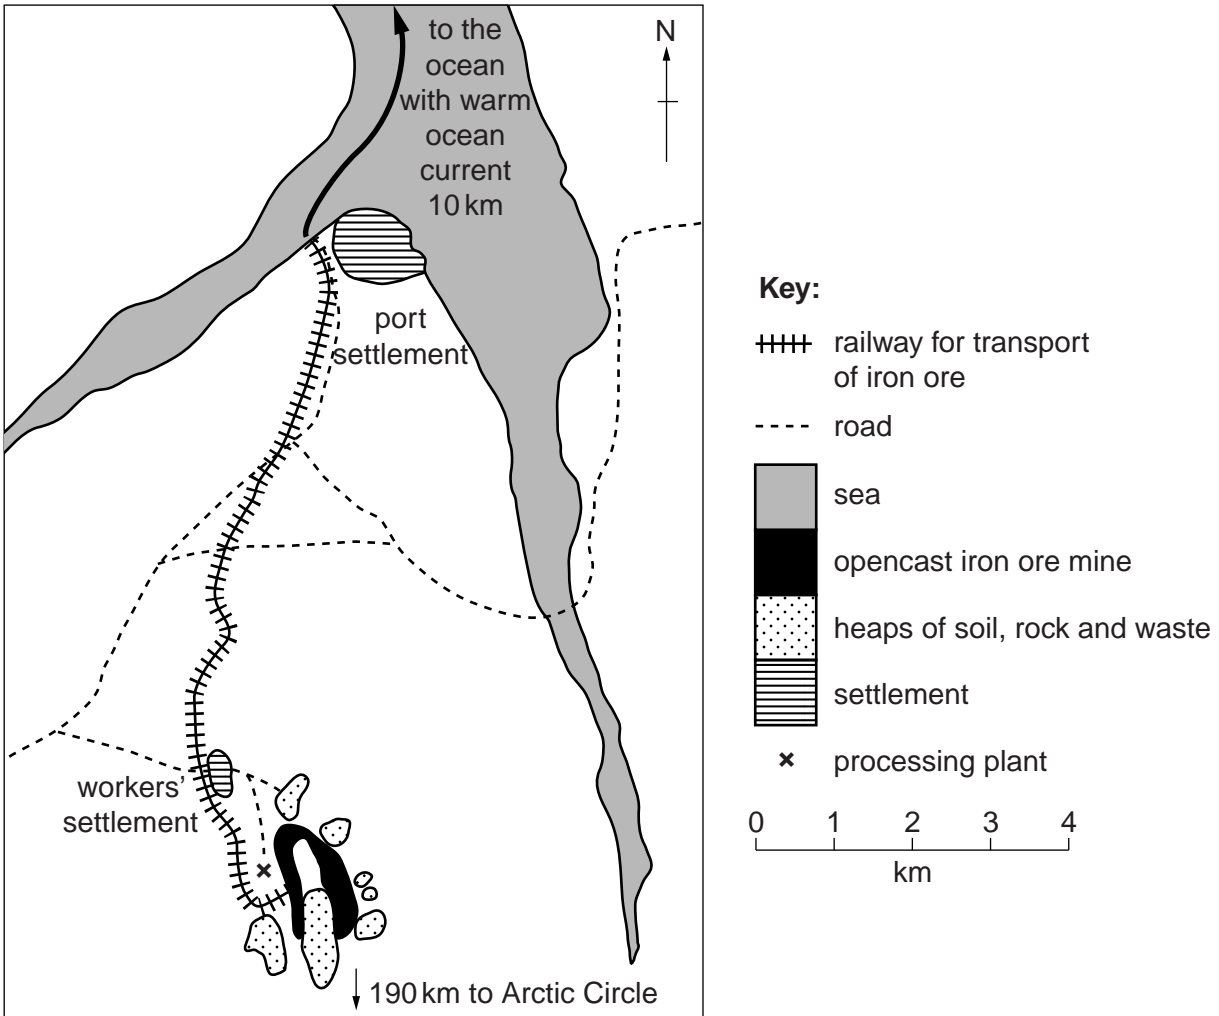 to the
ocean
with warm
ocean
current
10 km
N
port
settlement
workers'
settlement
190 km to Arctic Circle
Key:
railway for transport
of iron ore
road
sea
opencast iron ore mine
heaps of soil, rock and waste
settlement
processing plant
0 1 2 3 4
km